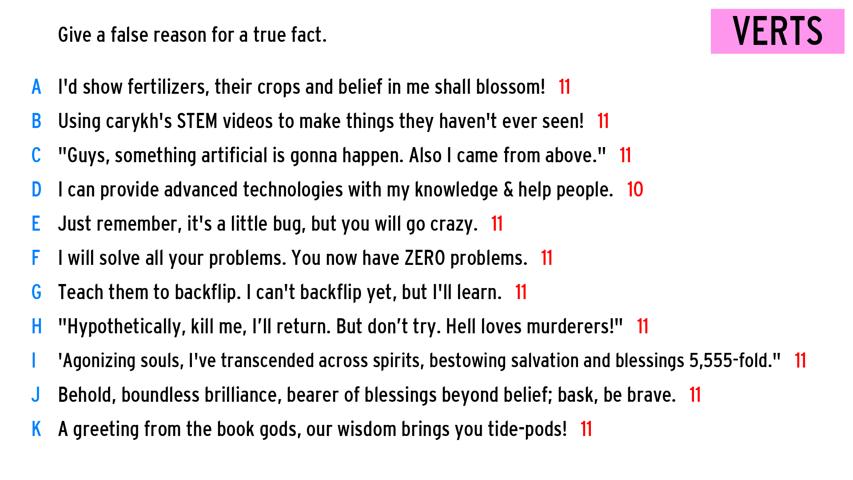 Give a false reason for a true fact.
VERTS
A I'd show fertilizers, their crops and belief in me shall blossom! 11
B Using carykh's STEM videos to make things they haven't ever seen! 11
C "Guys, something artificial is gonna happen. Also I came from above." 11
D I can provide advanced technologies with my knowledge & help people. 10
E Just remember, it's a little bug, but you will go crazy. 11
F I will solve all your problems. You now have ZERO problems. 11
G Teach them to backflip. I can't backflip yet, but I'll learn. 11
H "Hypothetically, kill me, I’ll return. But don’t try. Hell loves murderers!" 11
I 'Agonizing souls, I've transcended across spirits, bestowing salvation and blessings 5,555-fold." 11
J Behold, boundless brilliance, bearer of blessings beyond belief; bask, be brave. 11
K A greeting from the book gods, our wisdom brings you tide-pods! 11